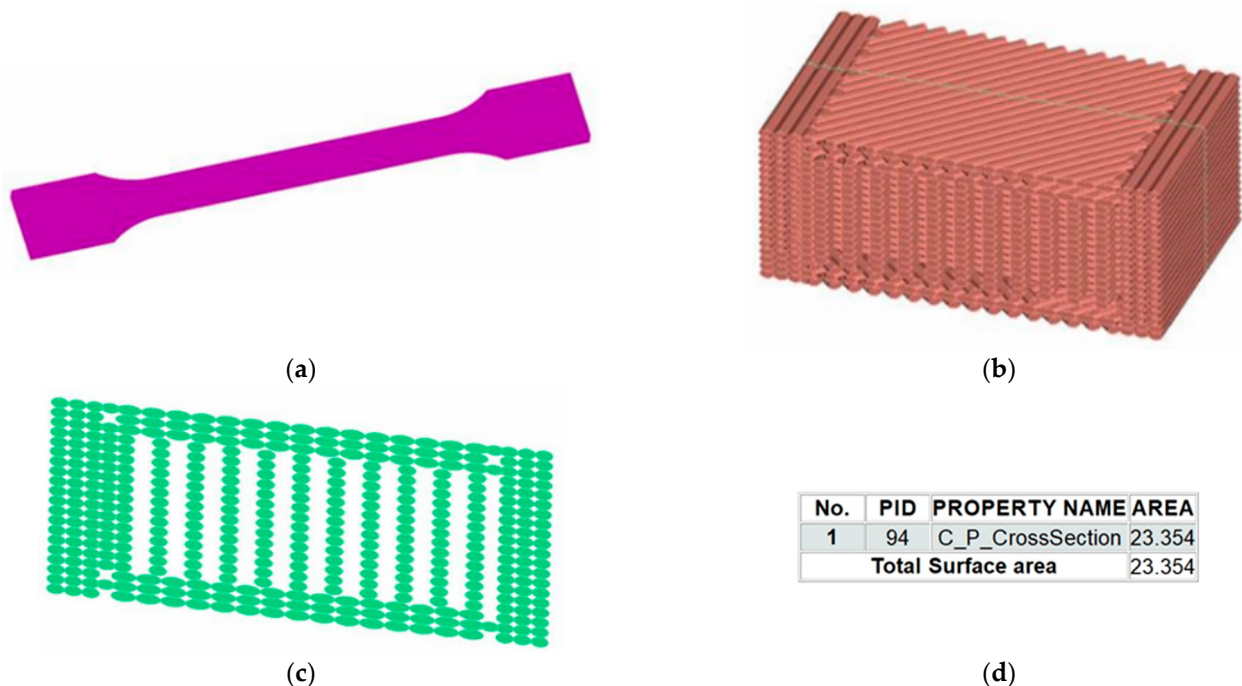 (a)
(b)
No. PID PROPERTY NAME AREA
1 94 C_P_CrossSection 23.354
Total Surface area 23.354
(c)
(d)